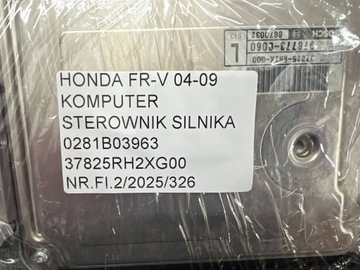 HONDA FR-V 04-09
KOMPUTER
STEROWNIK SILNIKA
0281B03963
37825RH2XG00
NR.FI.2/2025/326
L